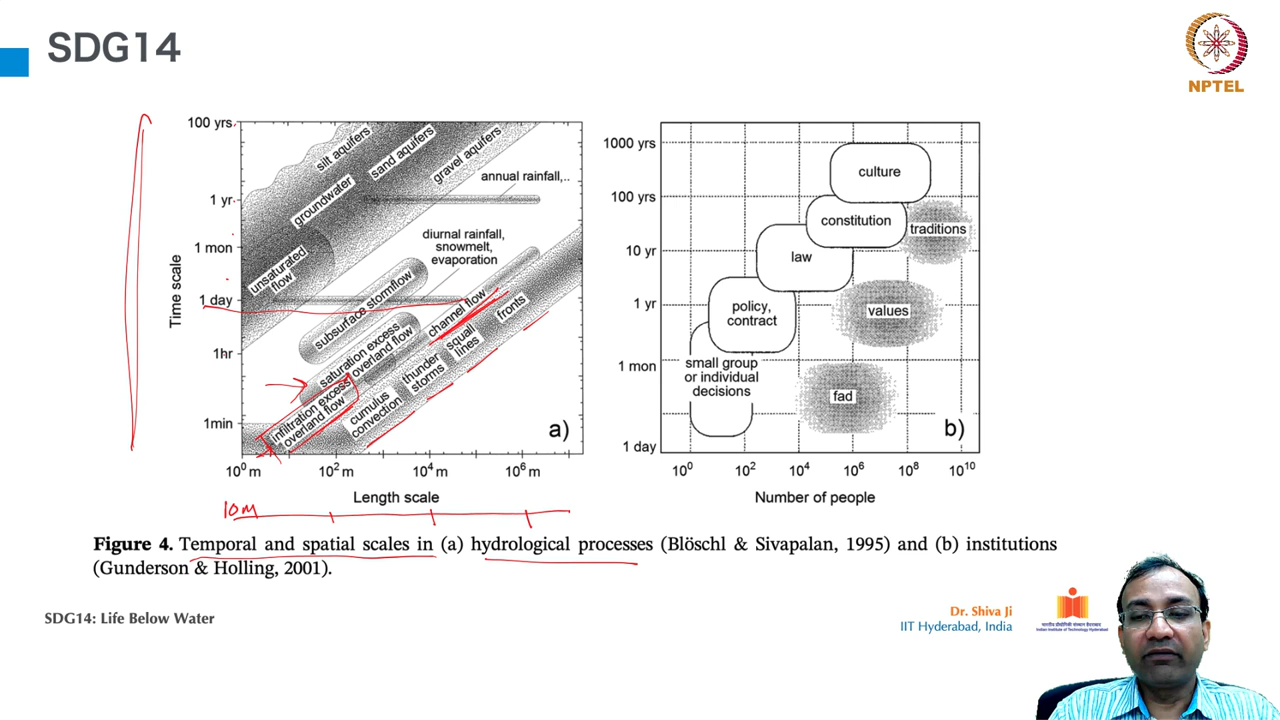 SDG14
NPTEL
100 yrs
1 yr
1 mon
1 day
1hr
1min
Time scale
silt aquifers
sand aquifers
gravel aquifers
groundwater
unsaturated
flow
annual rainfall,..
diurnal rainfall,
snowmelt,
evaporation
subsurface stormflow
channel flow
fronts
squall
lines
saturation excess
overland flow
thunder
storms
infiltration excess
overland flow
cumulus
convection
a)
10⁰ m
10² m
10⁴ m
10⁶ m
Length scale
10M
1000 yrs
100 yrs
10 yr
1 yr
1 mon
1 day
culture
constitution
traditions
law
policy,
contract
values
small group
or individual
decisions
fad
b)
10⁰
10²
10⁴
10⁶
10⁸
10¹⁰
Number of people
Figure 4. Temporal and spatial scales in (a) hydrological processes (Blöschl & Sivapalan, 1995) and (b) institutions
(Gunderson & Holling, 2001).
SDG14: Life Below Water
Dr. Shiva Ji
IIT Hyderabad, India